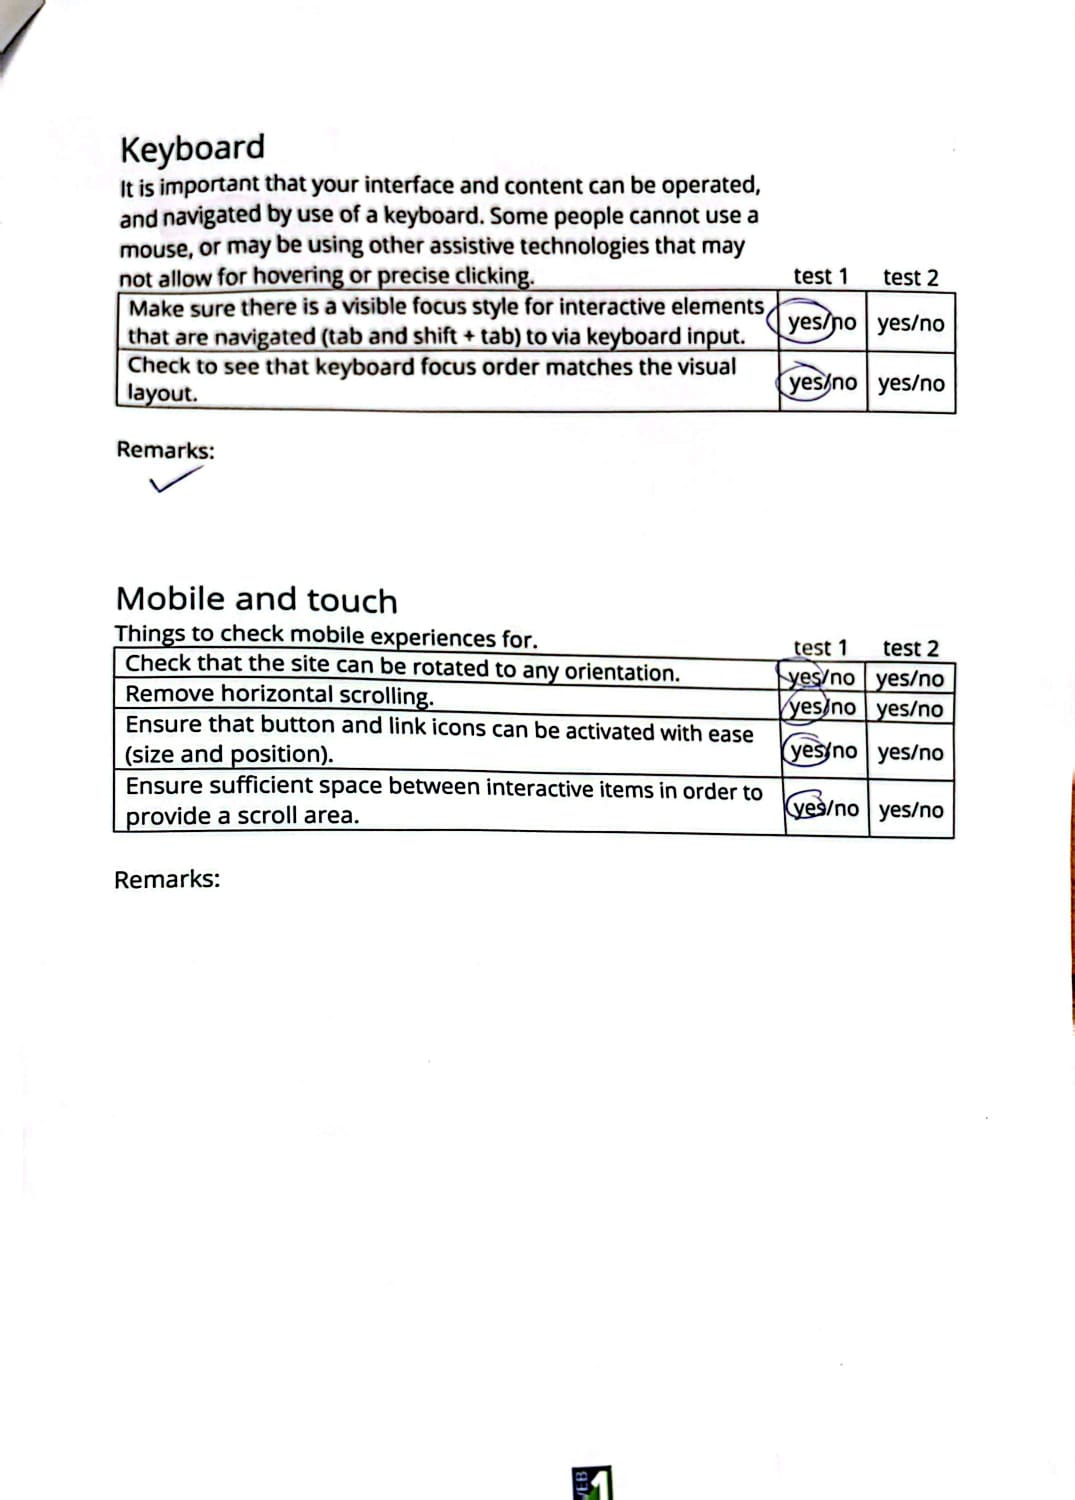 Keyboard
It is important that your interface and content can be operated,
and navigated by use of a keyboard. Some people cannot use a
mouse, or may be using other assistive technologies that may
not allow for hovering or precise clicking.
test 1 test 2
Make sure there is a visible focus style for interactive elements
that are navigated (tab and shift + tab) to via keyboard input.
yes/no yes/no
Check to see that keyboard focus order matches the visual
layout.
yes/no yes/no
Remarks:
Mobile and touch
Things to check mobile experiences for.
test 1 test 2
Check that the site can be rotated to any orientation.
yes/no yes/no
Remove horizontal scrolling.
yes/no yes/no
Ensure that button and link icons can be activated with ease
(size and position).
yes/no yes/no
Ensure sufficient space between interactive items in order to
provide a scroll area.
yes/no yes/no
Remarks:
1